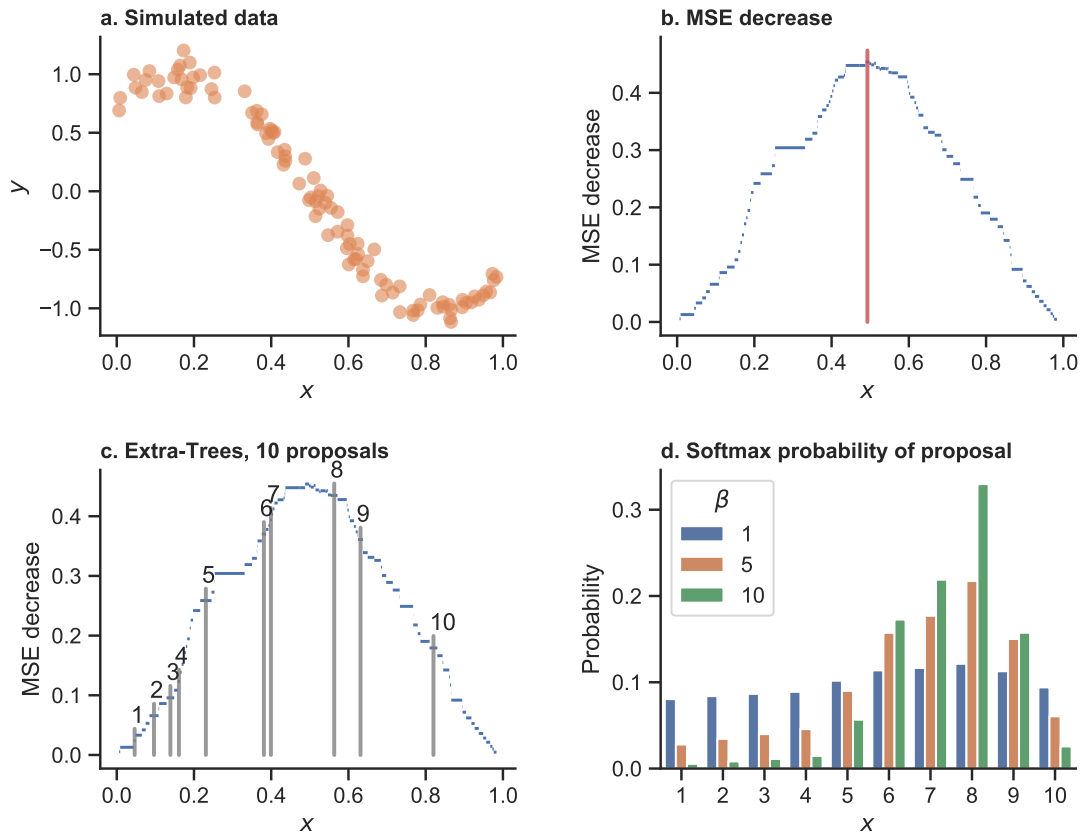 a. Simulated data
1.0
0.5
0.0
−0.5
−1.0
y
0.0 0.2 0.4 0.6 0.8 1.0
x
b. MSE decrease
0.4
0.3
0.2
0.1
0.0
MSE decrease
0.0 0.2 0.4 0.6 0.8 1.0
x
c. Extra-Trees, 10 proposals
0.4
0.3
0.2
0.1
0.0
MSE decrease
1 2 3 4 5 6 7 8 9 10
0.0 0.2 0.4 0.6 0.8 1.0
x
d. Softmax probability of proposal
0.3
0.2
0.1
0.0
Probability
β
1
5
10
1 2 3 4 5 6 7 8 9 10
x